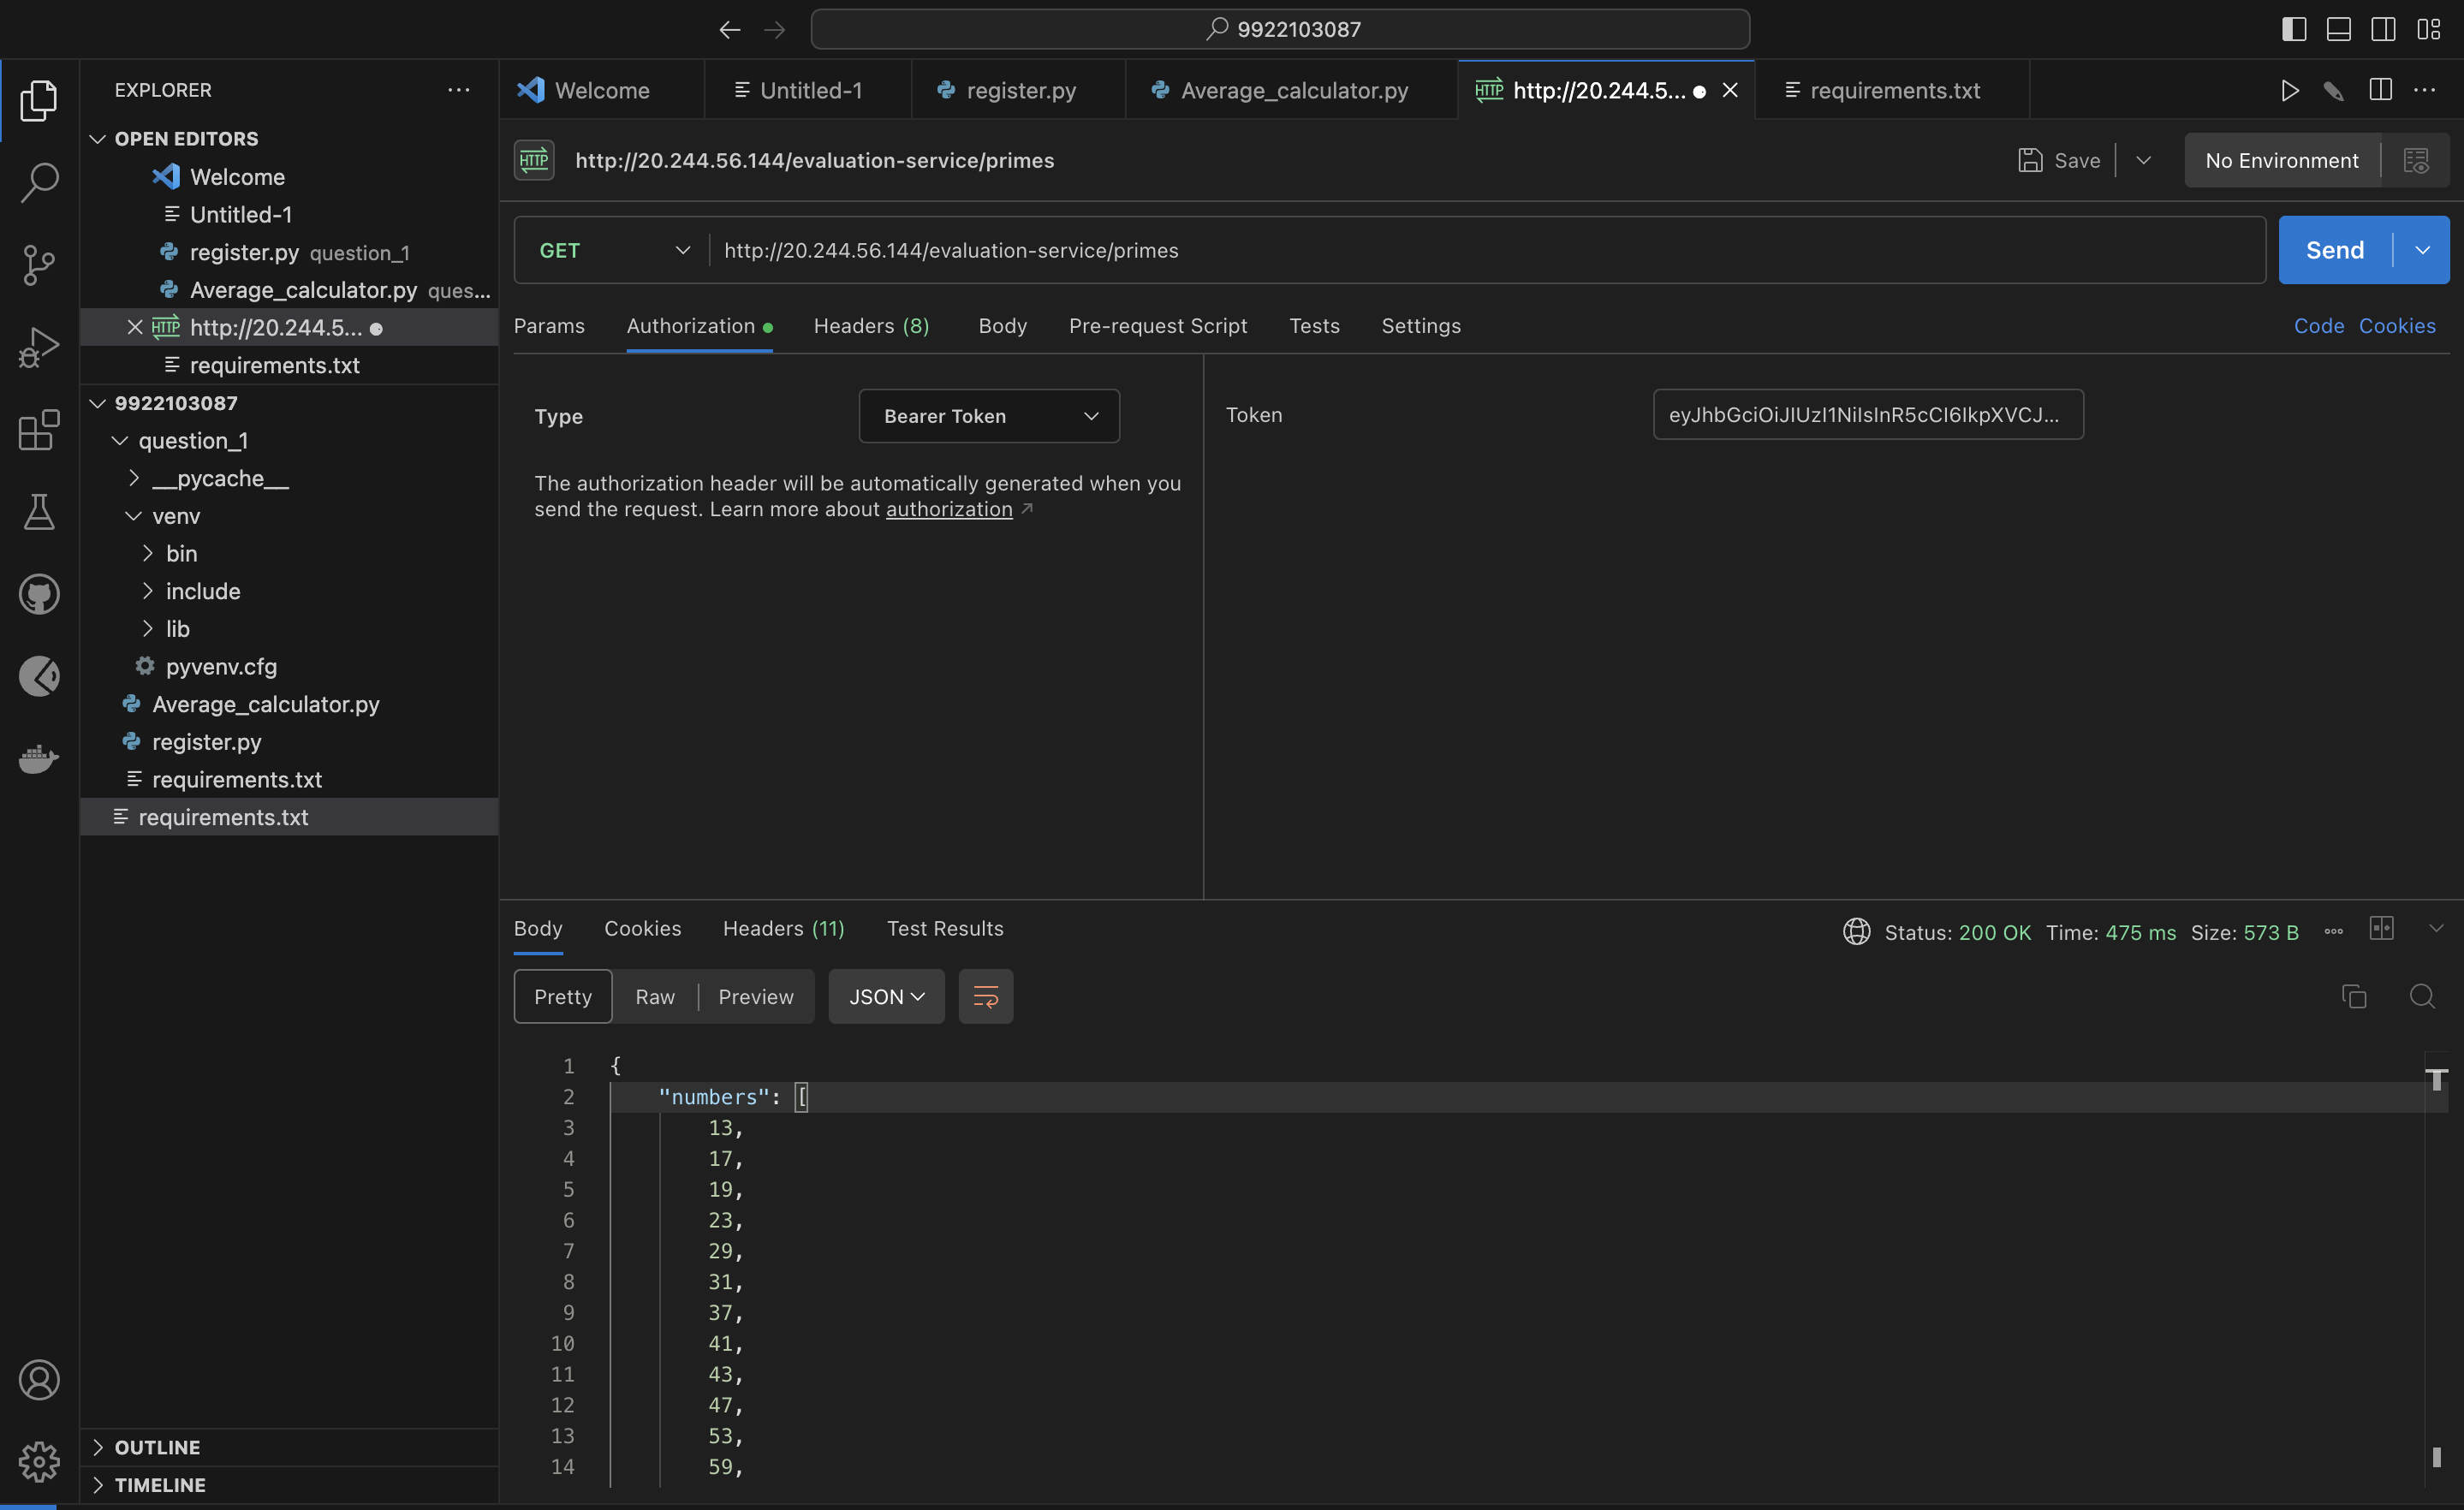 9922103087
EXPLORER
OPEN EDITORS
Welcome
Untitled-1
register.py question_1
Average_calculator.py ques...
HTTP http://20.244.5...
requirements.txt
9922103087
question_1
__pycache__
venv
bin
include
lib
pyvenv.cfg
Average_calculator.py
register.py
requirements.txt
requirements.txt
OUTLINE
TIMELINE
Welcome
Untitled-1
register.py
Average_calculator.py
HTTP http://20.244.5...
requirements.txt
HTTP http://20.244.56.144/evaluation-service/primes
Save
No Environment
GET http://20.244.56.144/evaluation-service/primes
Send
Params Authorization Headers (8) Body Pre-request Script Tests Settings
Code Cookies
Type Bearer Token
The authorization header will be automatically generated when you
send the request. Learn more about authorization
Token eyJhbGciOiJIUzI1NiIsInR5cCI6IkpXVCJ...
Body Cookies Headers (11) Test Results
Status: 200 OK Time: 475 ms Size: 573 B
Pretty Raw Preview JSON
1 {
2 "numbers": [
3 13,
4 17,
5 19,
6 23,
7 29,
8 31,
9 37,
10 41,
11 43,
12 47,
13 53,
14 59,